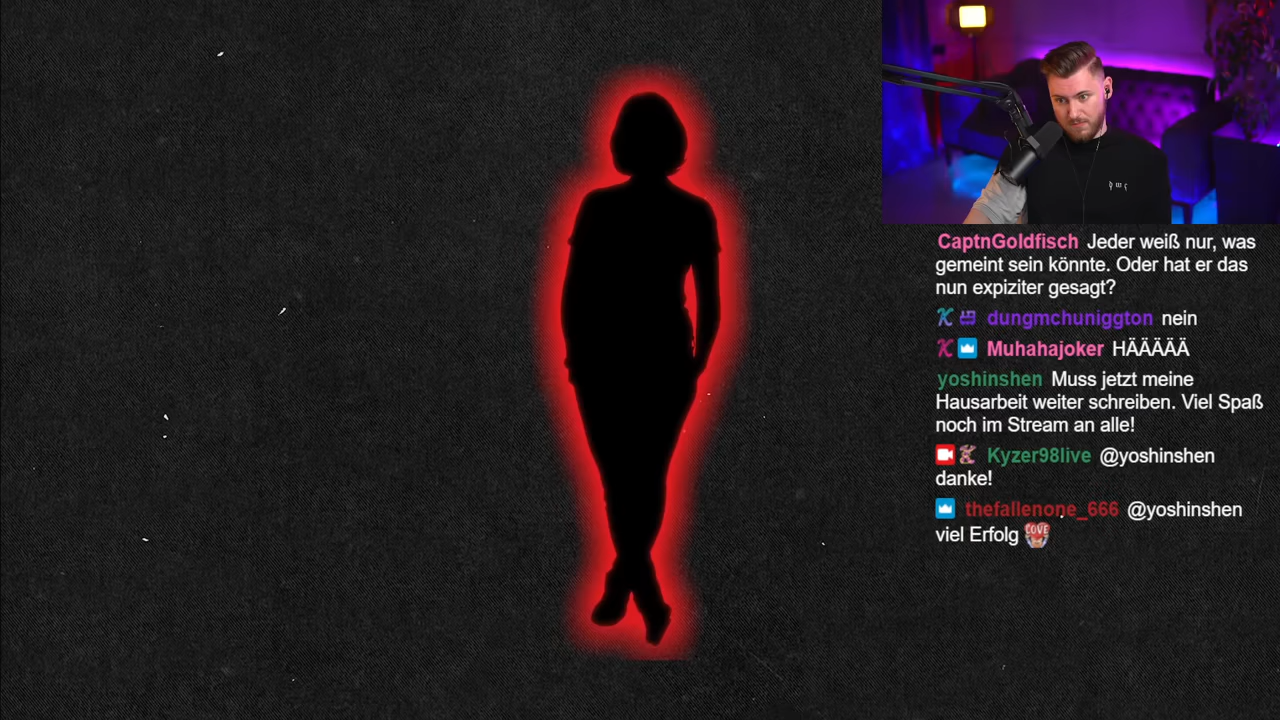 CaptnGoldfisch Jeder weiß nur, was
gemeint sein könnte. Oder hat er das
nun expiziter gesagt?
dungmchuniggton nein
Muhahajoker HÄÄÄÄÄ
yoshinshen Muss jetzt meine
Hausarbeit weiter schreiben. Viel Spaß
noch im Stream an alle!
Kyzer98live @yoshinshen
danke!
thefallenone_666 @yoshinshen
viel Erfolg